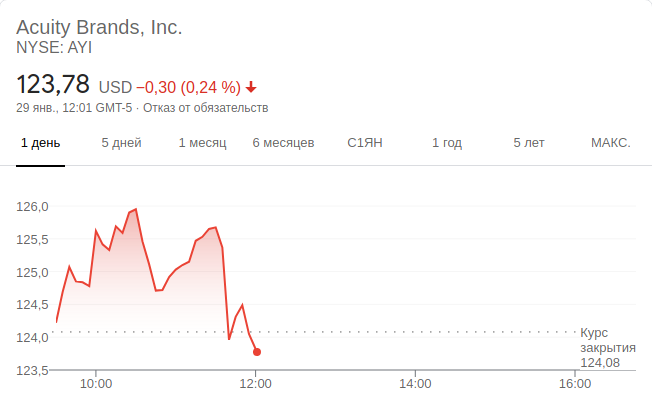 Acuity Brands, Inc.
NYSE: AYI
123,78 USD −0,30 (0,24 %)
29 янв., 12:01 GMT-5 · Отказ от обязательств
1 день 5 дней 1 месяц 6 месяцев С1ЯН 1 год 5 лет МАКС.
126,0
125,5
125,0
124,5
124,0
123,5
Курс
закрытия
124,08
10:00 12:00 14:00 16:00